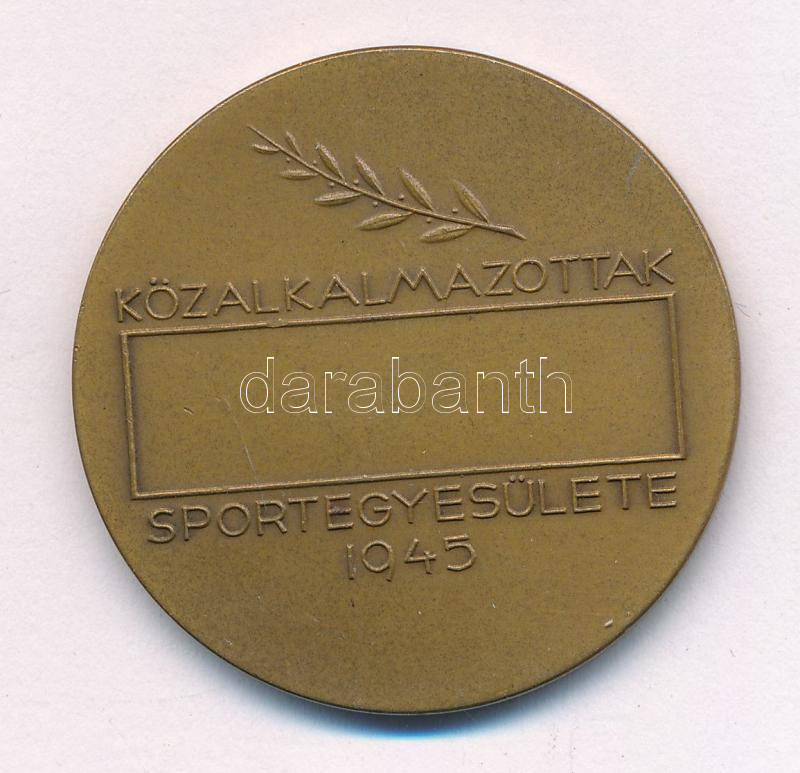 KÖZALKALMAZOTTAK
darabanth
SPORTEGYESÜLETE
1945